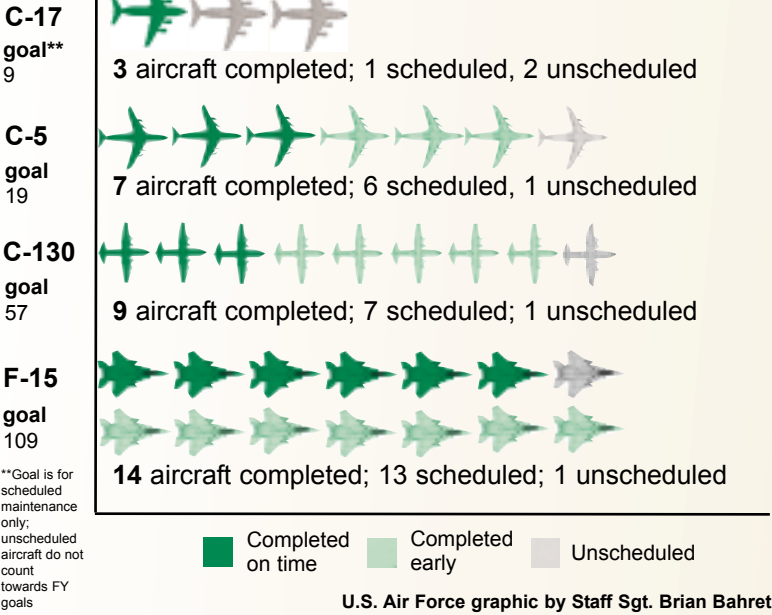 C-17
goal**
9
3 aircraft completed; 1 scheduled, 2 unscheduled
C-5
goal
19
7 aircraft completed; 6 scheduled, 1 unscheduled
C-130
goal
57
9 aircraft completed; 7 scheduled; 1 unscheduled
F-15
goal
109
14 aircraft completed; 13 scheduled; 1 unscheduled
**Goal is for
scheduled
maintenance
only;
unscheduled
aircraft do not
count
towards FY
goals
Completed
on time
Completed
early
Unscheduled
U.S. Air Force graphic by Staff Sgt. Brian Bahret